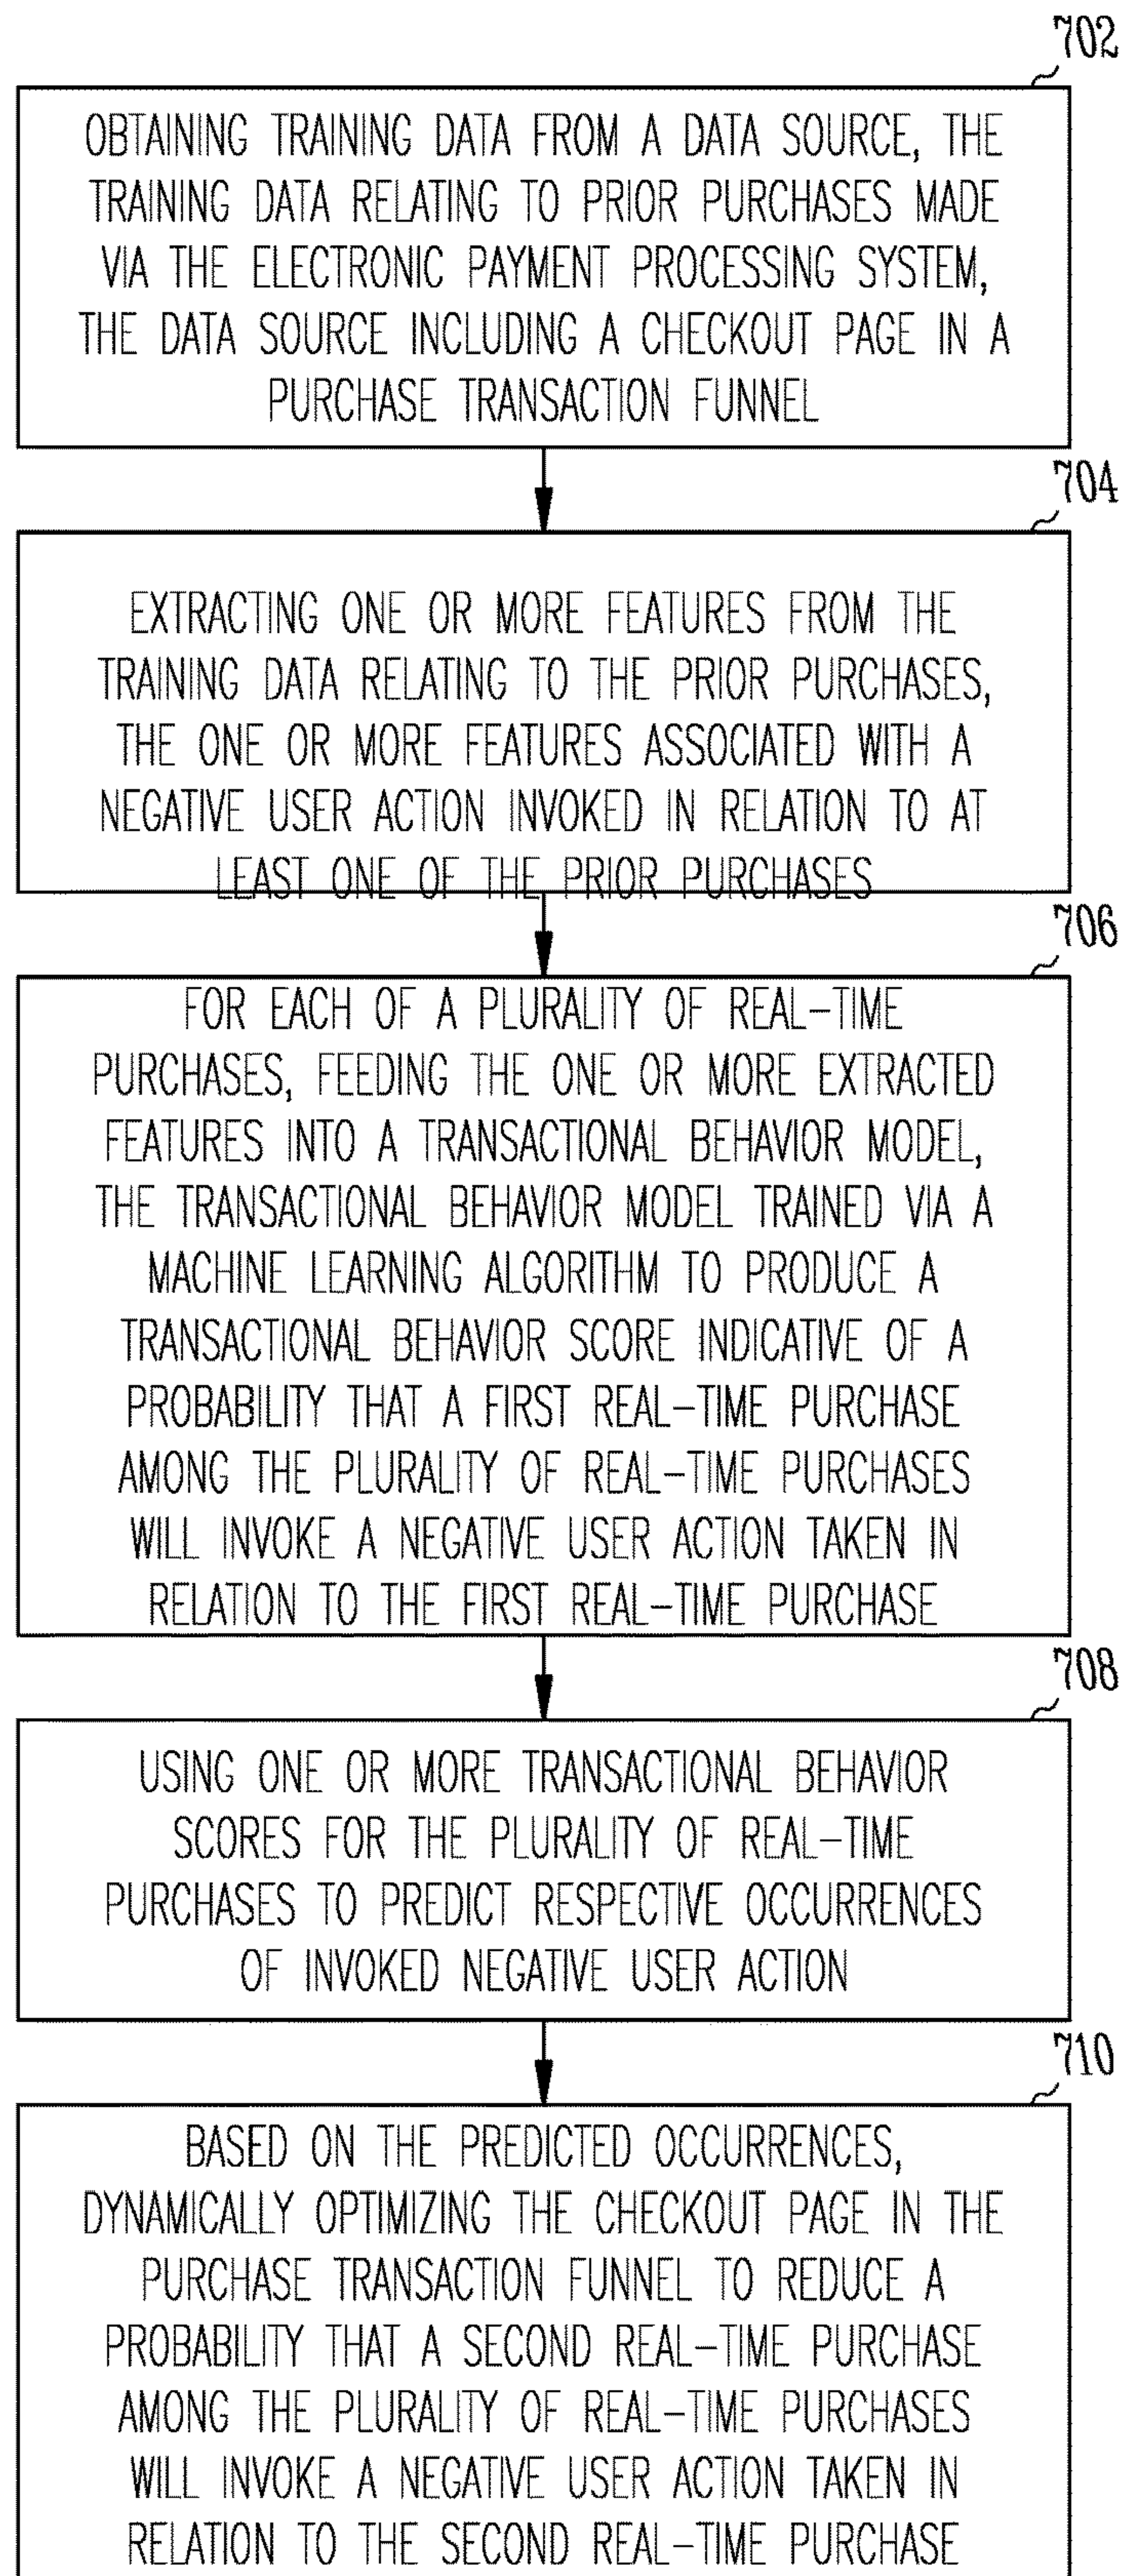 702
OBTAINING TRAINING DATA FROM A DATA SOURCE, THE
TRAINING DATA RELATING TO PRIOR PURCHASES MADE
VIA THE ELECTRONIC PAYMENT PROCESSING SYSTEM,
THE DATA SOURCE INCLUDING A CHECKOUT PAGE IN A
PURCHASE TRANSACTION FUNNEL
704
EXTRACTING ONE OR MORE FEATURES FROM THE
TRAINING DATA RELATING TO THE PRIOR PURCHASES,
THE ONE OR MORE FEATURES ASSOCIATED WITH A
NEGATIVE USER ACTION INVOKED IN RELATION TO AT
LEAST ONE OF THE PRIOR PURCHASES
706
FOR EACH OF A PLURALITY OF REAL-TIME
PURCHASES, FEEDING THE ONE OR MORE EXTRACTED
FEATURES INTO A TRANSACTIONAL BEHAVIOR MODEL,
THE TRANSACTIONAL BEHAVIOR MODEL TRAINED VIA A
MACHINE LEARNING ALGORITHM TO PRODUCE A
TRANSACTIONAL BEHAVIOR SCORE INDICATIVE OF A
PROBABILITY THAT A FIRST REAL-TIME PURCHASE
AMONG THE PLURALITY OF REAL-TIME PURCHASES
WILL INVOKE A NEGATIVE USER ACTION TAKEN IN
RELATION TO THE FIRST REAL-TIME PURCHASE
708
USING ONE OR MORE TRANSACTIONAL BEHAVIOR
SCORES FOR THE PLURALITY OF REAL-TIME
PURCHASES TO PREDICT RESPECTIVE OCCURRENCES
OF INVOKED NEGATIVE USER ACTION
710
BASED ON THE PREDICTED OCCURRENCES,
DYNAMICALLY OPTIMIZING THE CHECKOUT PAGE IN THE
PURCHASE TRANSACTION FUNNEL TO REDUCE A
PROBABILITY THAT A SECOND REAL-TIME PURCHASE
AMONG THE PLURALITY OF REAL-TIME PURCHASES
WILL INVOKE A NEGATIVE USER ACTION TAKEN IN
RELATION TO THE SECOND REAL-TIME PURCHASE